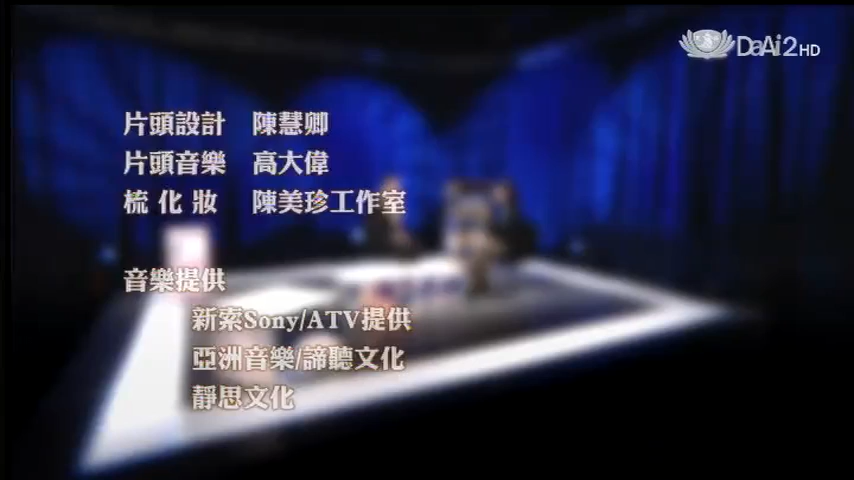 DaAi2HD
片頭設計 陳慧卿
片頭音樂 高大偉
梳化妝 陳美珍工作室
音樂提供
新索Sony/ATV提供
亞洲音樂/諦聽文化
靜思文化